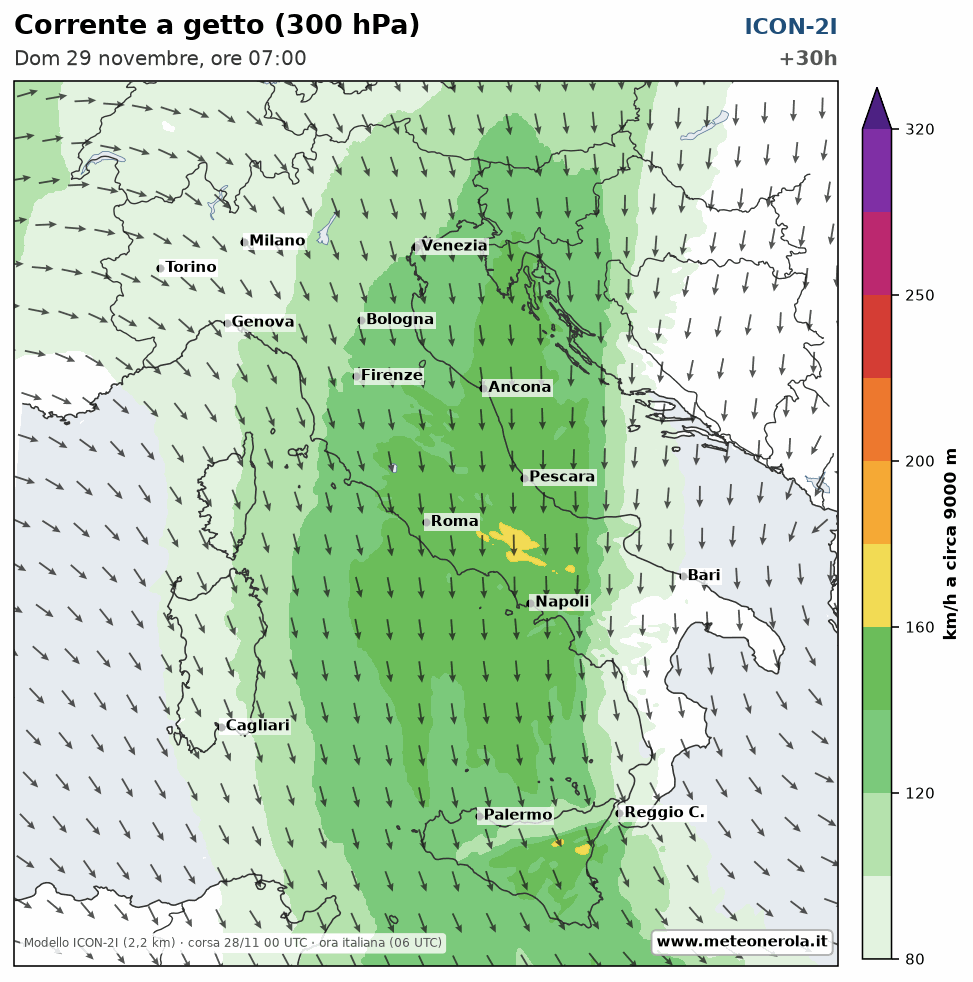 Corrente a getto (300 hPa)
ICON-2I
Dom 29 novembre, ore 07:00
+30h
Milano
Venezia
Torino
Genova
Bologna
Firenze
Ancona
Pescara
Roma
Bari
Napoli
Cagliari
Palermo
Reggio C.
Modello ICON-2I (2,2 km) · corsa 28/11 00 UTC · ora italiana (06 UTC)
www.meteonerola.it
320
250
200
160
120
80
km/h a circa 9000 m